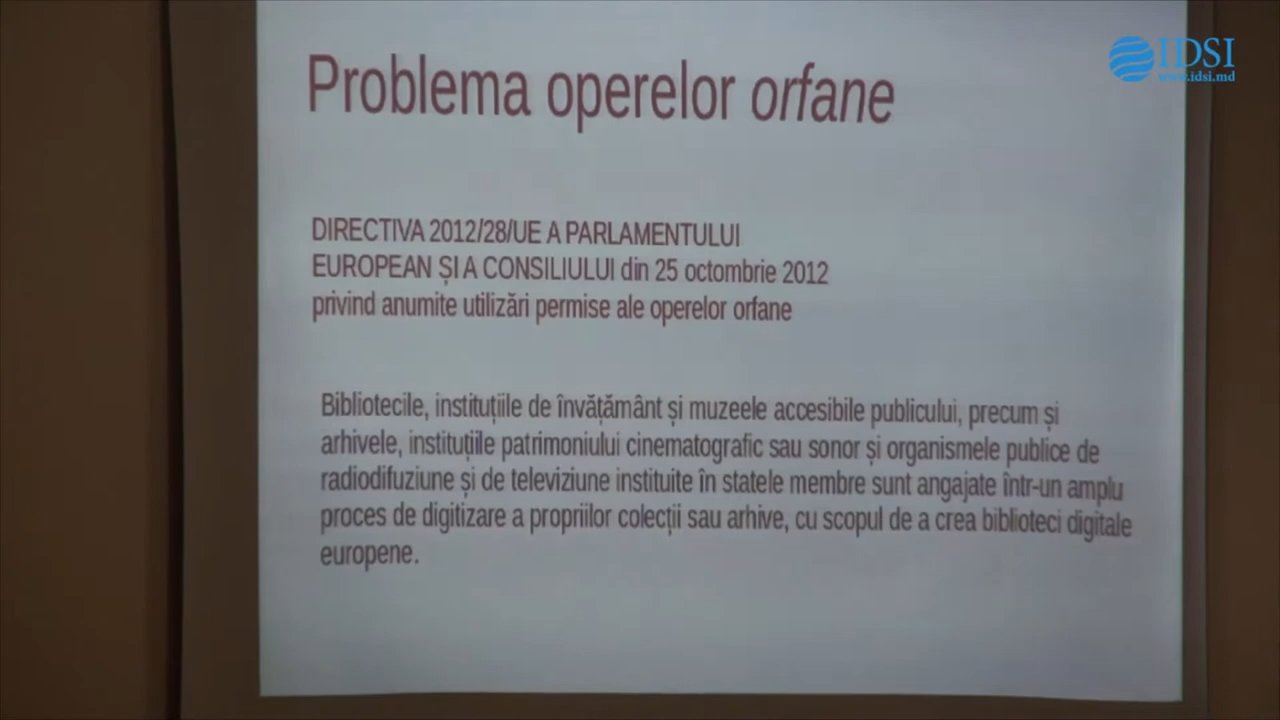 IDSI
www.idsi.md
Problema operelor orfane
DIRECTIVA 2012/28/UE A PARLAMENTULUI
EUROPEAN ȘI A CONSILIULUI din 25 octombrie 2012
privind anumite utilizări permise ale operelor orfane
Bibliotecile, instituțiile de învățământ și muzeele accesibile publicului, precum și
arhivele, instituțiile patrimoniului cinematografic sau sonor și organismele publice de
radiodifuziune și de televiziune instituite în statele membre sunt angajate într-un amplu
proces de digitizare a propriilor colecții sau arhive, cu scopul de a crea biblioteci digitale
europene.